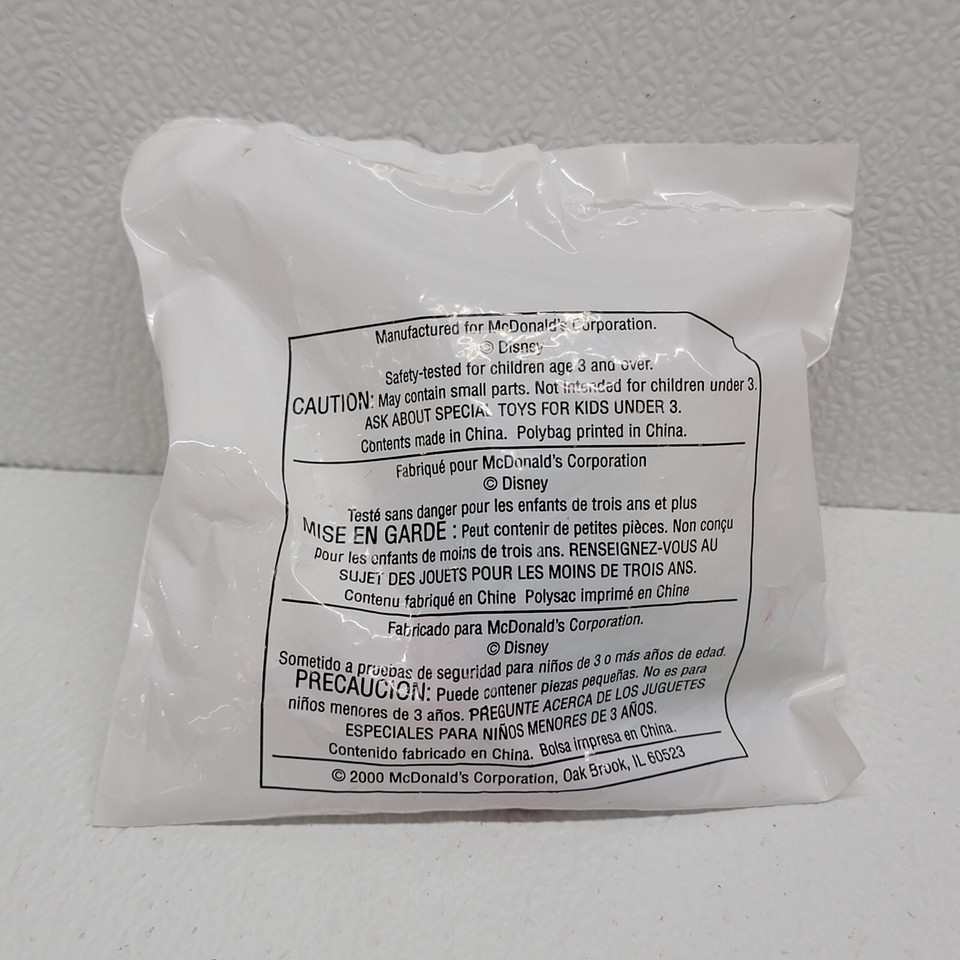 Manufactured for McDonald's Corporation.
© Disney
Safety-tested for children age 3 and over.
CAUTION: May contain small parts. Not intended for children under 3.
ASK ABOUT SPECIAL TOYS FOR KIDS UNDER 3.
Contents made in China. Polybag printed in China.
Fabriqué pour McDonald's Corporation
© Disney
Testé sans danger pour les enfants de trois ans et plus
MISE EN GARDE : Peut contenir de petites pièces. Non conçu
pour les enfants de moins de trois ans. RENSEIGNEZ-VOUS AU
SUJET DES JOUETS POUR LES MOINS DE TROIS ANS.
Contenu fabriqué en Chine Polysac imprimé en Chine
Fabricado para McDonald's Corporation.
© Disney
Sometido a pruebas de seguridad para niños de 3 o más años de edad.
PRECAUCION: Puede contener piezas pequeñas. No es para
niños menores de 3 años. PREGUNTE ACERCA DE LOS JUGUETES
ESPECIALES PARA NIÑOS MENORES DE 3 AÑOS.
Contenido fabricado en China. Bolsa impresa en China.
© 2000 McDonald's Corporation, Oak Brook, IL 60523